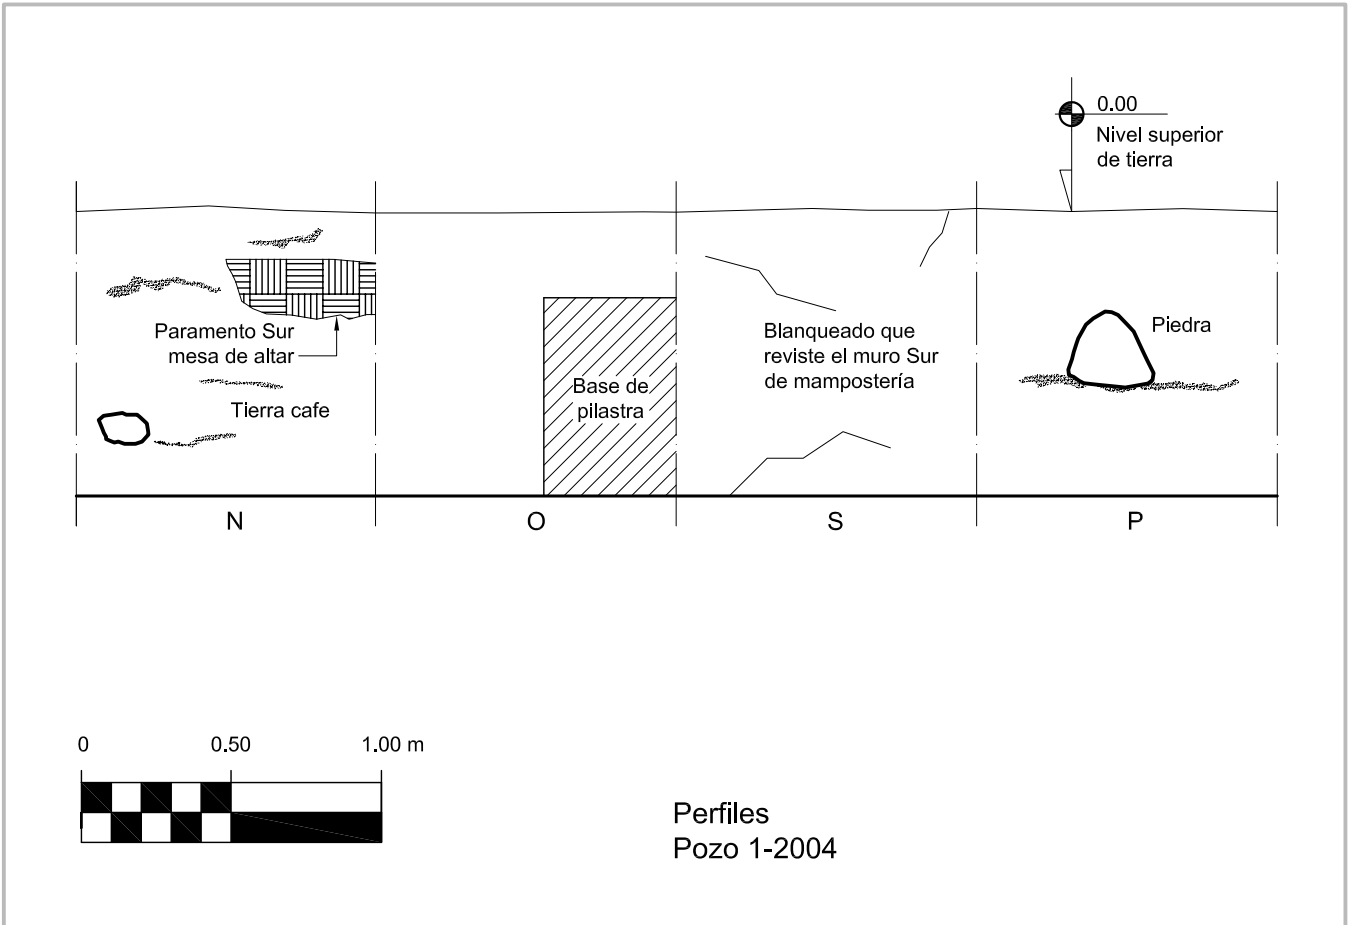 0.00
Nivel superior
de tierra
Paramento Sur
mesa de altar
Tierra cafe
Base de
pilastra
Blanqueado que
reviste el muro Sur
de mampostería
Piedra
N
O
S
P
0
0.50
1.00 m
Perfiles
Pozo 1-2004